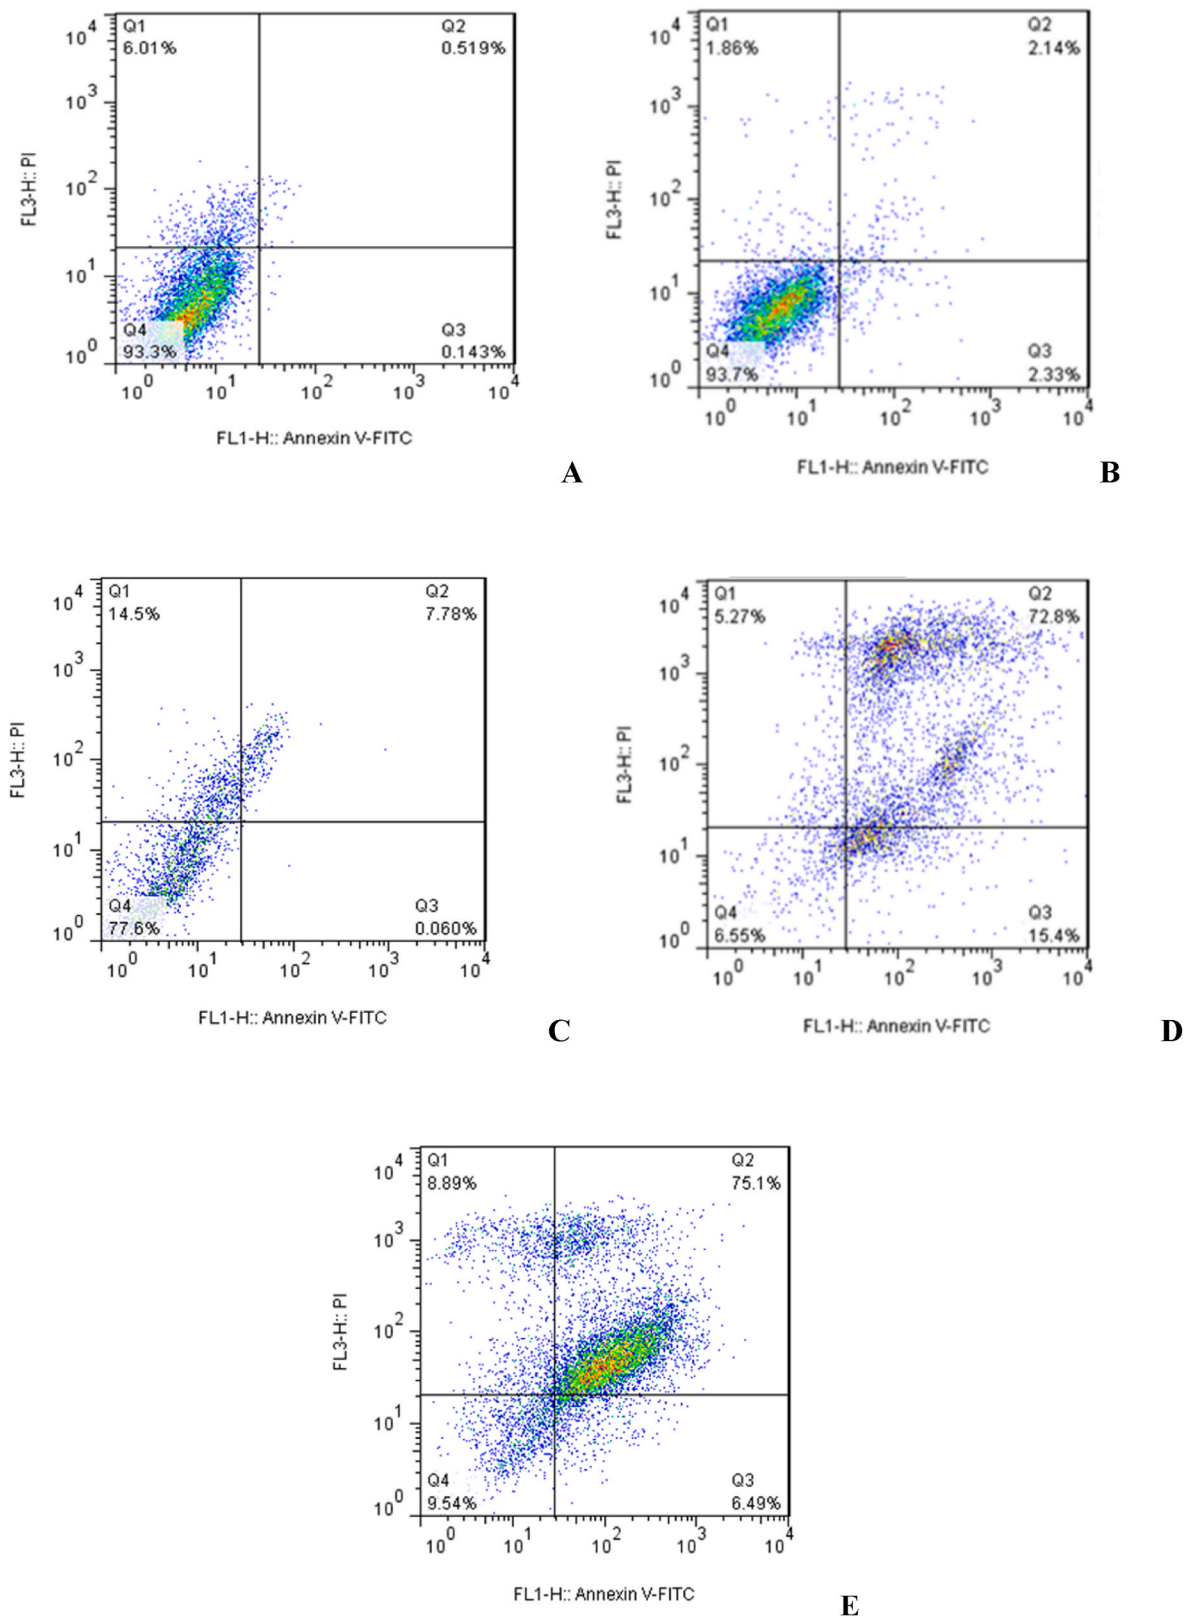 Q1
6.01%
Q2
0.519%
Q4
93.3%
Q3
0.143%
10^4
10^3
10^2
10^1
10^0
FL3-H:: PI
10^0 10^1 10^2 10^3 10^4
FL1-H:: Annexin V-FITC
A
Q1
1.86%
Q2
2.14%
Q4
93.7%
Q3
2.33%
10^4
10^3
10^2
10^1
10^0
FL3-H:: PI
10^0 10^1 10^2 10^3 10^4
FL1-H:: Annexin V-FITC
B
Q1
14.5%
Q2
7.78%
Q4
77.6%
Q3
0.060%
10^4
10^3
10^2
10^1
10^0
FL3-H:: PI
10^0 10^1 10^2 10^3 10^4
FL1-H:: Annexin V-FITC
C
Q1
5.27%
Q2
72.8%
Q4
6.55%
Q3
15.4%
10^4
10^3
10^2
10^1
10^0
FL3-H:: PI
10^0 10^1 10^2 10^3 10^4
FL1-H:: Annexin V-FITC
D
Q1
8.89%
Q2
75.1%
Q4
9.54%
Q3
6.49%
10^4
10^3
10^2
10^1
10^0
FL3-H:: PI
10^0 10^1 10^2 10^3 10^4
FL1-H:: Annexin V-FITC
E